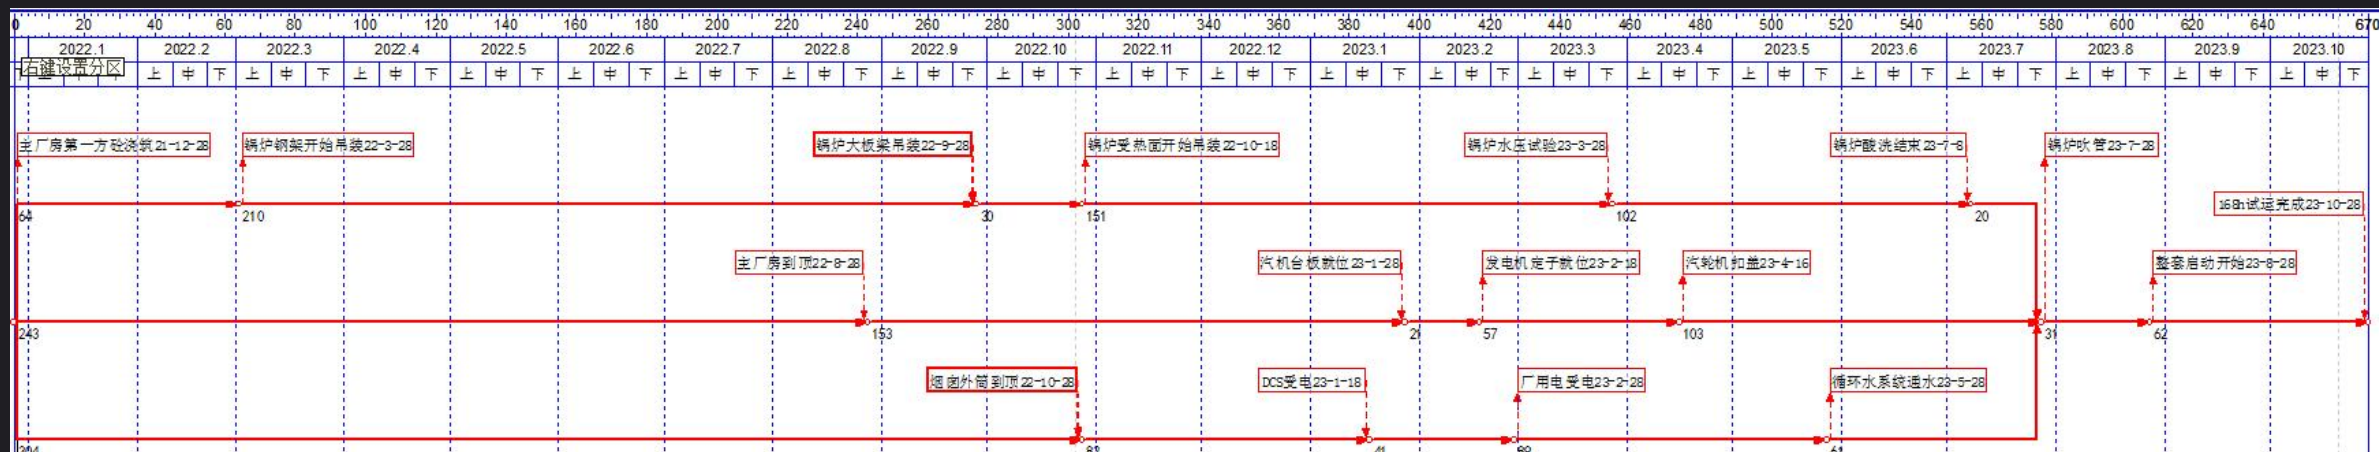 0 20 40 60 80 100 120 140 160 180 200 220 240 260 280 300 320 340 360 380 400 420 440 460 480 500 520 540 560 580 600 620 640 670
2022.1 2022.2 2022.3 2022.4 2022.5 2022.6 2022.7 2022.8 2022.9 2022.10 2022.11 2022.12 2023.1 2023.2 2023.3 2023.4 2023.5 2023.6 2023.7 2023.8 2023.9 2023.10
右键设置分区 上 中 下 上 中 下 上 中 下 上 中 下 上 中 下 上 中 下 上 中 下 上 中 下 上 中 下 上 中 下 上 中 下 上 中 下 上 中 下 上 中 下 上 中 下 上 中 下 上 中 下 上 中 下 上 中 下 上 中 下 上 中 下
主厂房第一方砼浇筑21-12-28 锅炉钢架开始吊装22-3-28 锅炉大板梁吊装22-9-28 锅炉受热面开始吊装22-10-18 锅炉水压试验23-3-28 锅炉酸洗结束23-7-8 锅炉吹管23-7-28
168h试运完成23-10-28
64 210 30 151 102 20
主厂房到顶22-8-28 汽机台板就位23-1-28 发电机定子就位23-2-18 汽轮机扣盖23-4-16 整套启动开始23-8-28
243 153 21 57 103 31 62
烟囱外筒到顶22-10-28 DCS受电23-1-18 厂用电受电23-2-28 循环水系统通水23-5-28